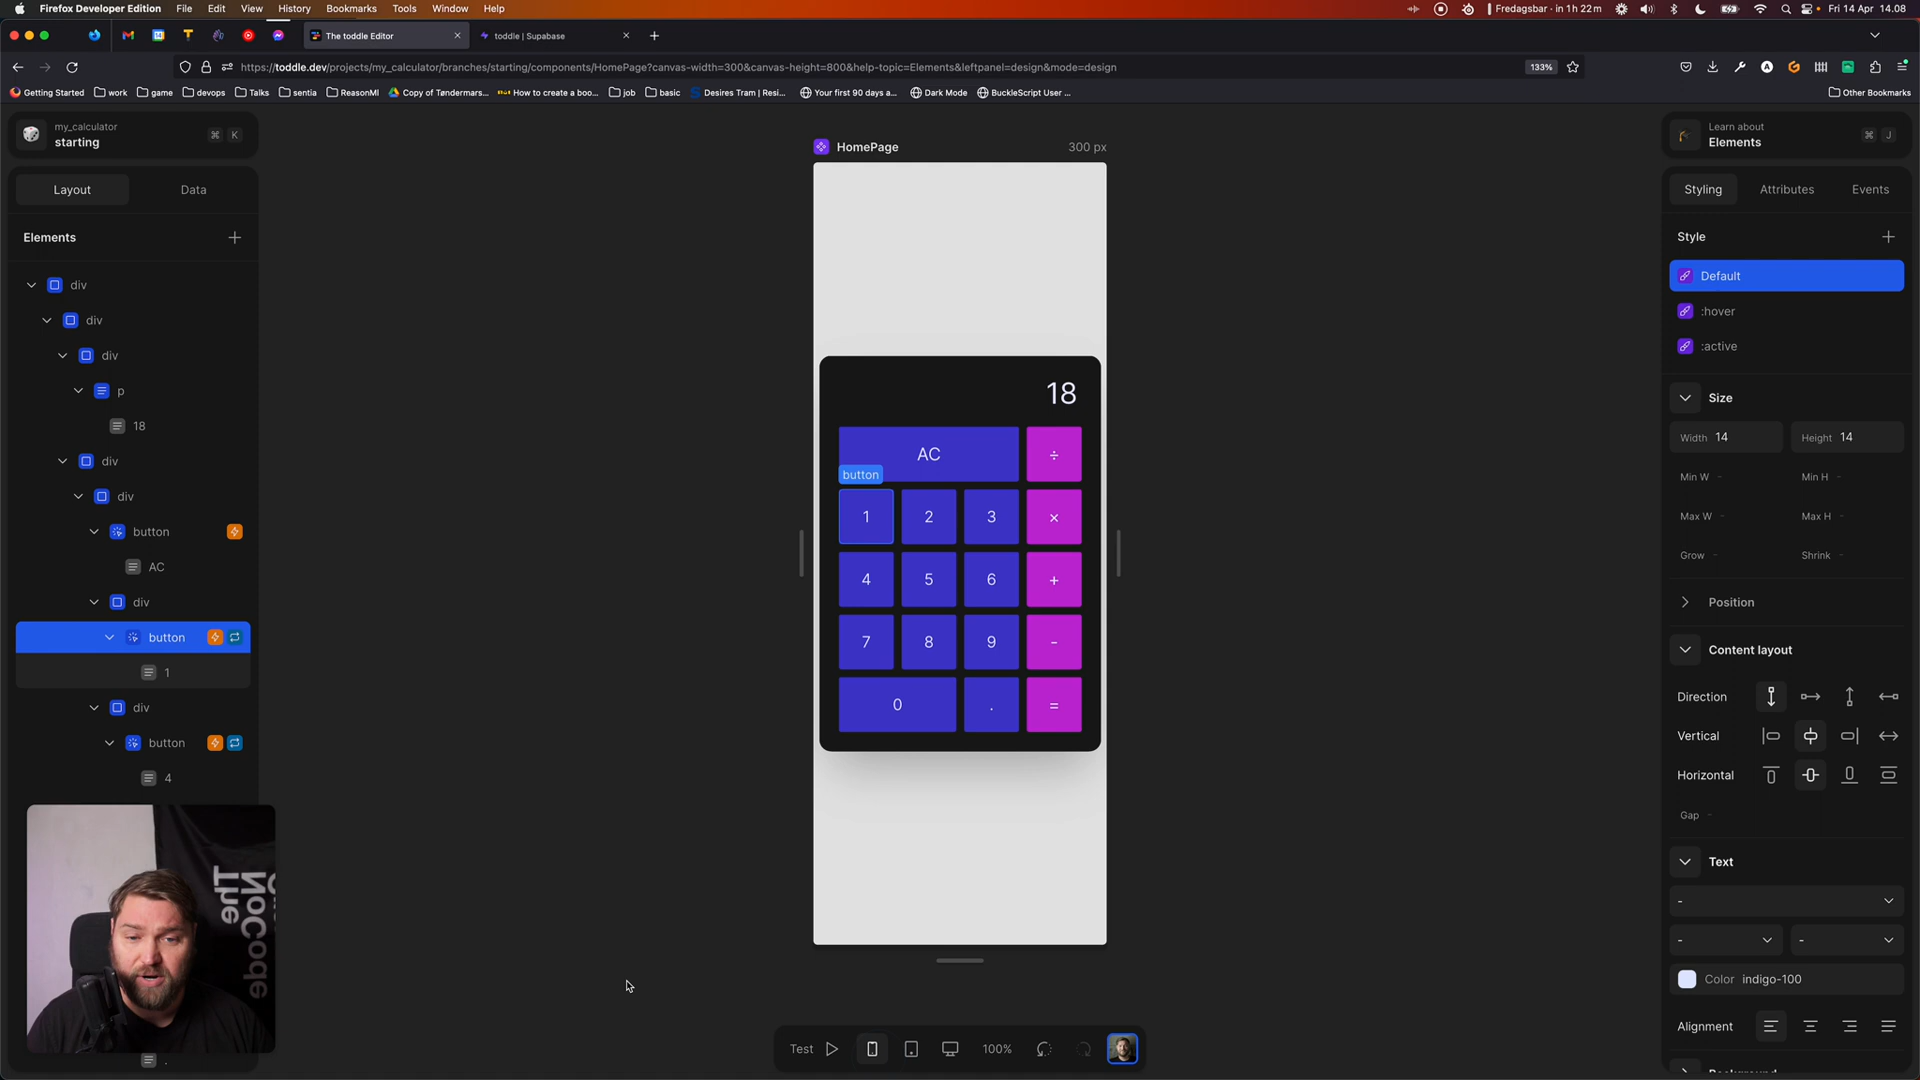 Firefox Developer Edition File Edit View History Bookmarks Tools Window Help
Fredagsbar • in 1 h 22 m
Fri 14 Apr 14.08
The toddle Editor
toddle | Supabase
https://toddle.dev/projects/my_calculator/branches/starting/components/HomePage?canvas-width=300&canvas-height=800&help-topic=Elements&leftpanel=design&mode=design
133%
Getting Started work game devops Talks sentia ReasonMl Copy of Tøndermars... How to create a boo... job basic Desires Tram | Resi... Your first 90 days a... Dark Mode BuckleScript User ... Other Bookmarks
my_calculator
starting
⌘ K
Layout Data
Elements
div
div
div
p
18
div
div
button
AC
div
button
1
div
button
4
.
HomePage 300 px
18
AC ÷
button
1 2 3 ×
4 5 6 +
7 8 9 -
0 . =
Test 100%
Learn about
Elements
⌘ J
Styling Attributes Events
Style
Default
:hover
:active
Size
Width 14 Height 14
Min W - Min H -
Max W - Max H -
Grow - Shrink -
Position
Content layout
Direction
Vertical
Horizontal
Gap -
Text
-
- -
Color indigo-100
Alignment
The
NoCode